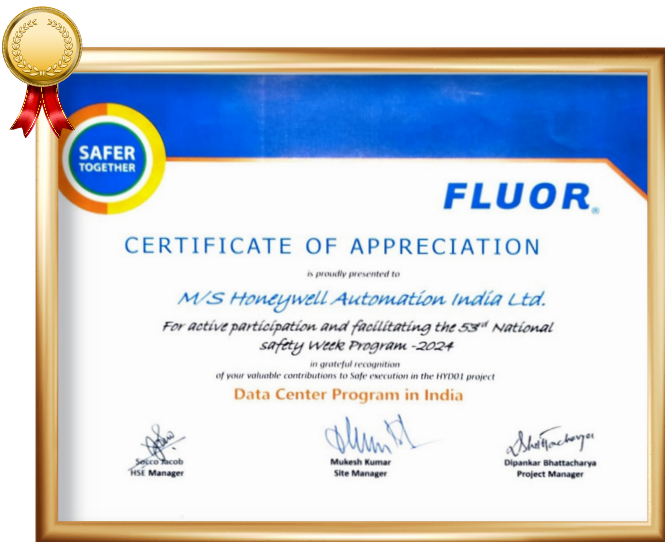 SAFER
TOGETHER
FLUOR®
CERTIFICATE OF APPRECIATION
is proudly presented to
M/S Honeywell Automation India Ltd.
For active participation and facilitating the 53rd National
safety Week Program -2024
in grateful recognition
of your valuable contributions to Safe execution in the HYD01 project
Data Center Program in India
Jacob
HSE Manager
Mukesh Kumar
Site Manager
Dipankar Bhattacharya
Project Manager